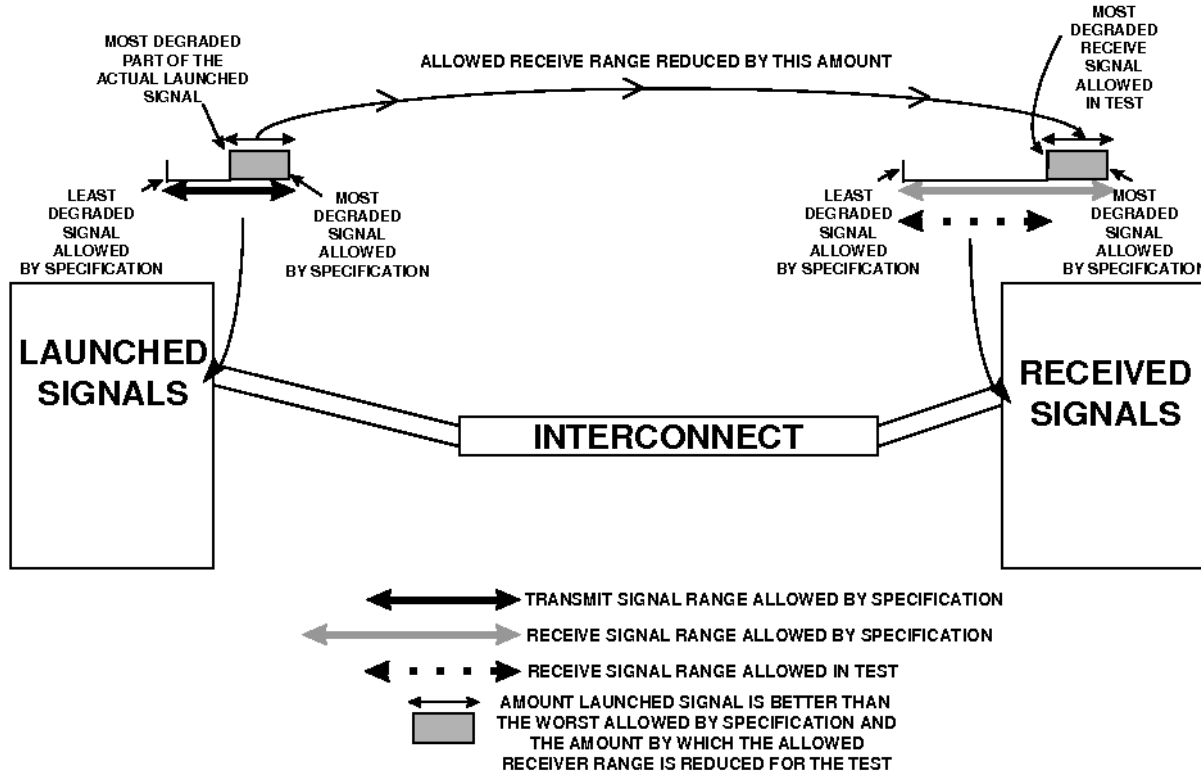 MOST DEGRADED
PART OF THE
ACTUAL LAUNCHED
SIGNAL
ALLOWED RECEIVE RANGE REDUCED BY THIS AMOUNT
MOST
DEGRADED
RECEIVE
SIGNAL
ALLOWED
IN TEST
LEAST
DEGRADED
SIGNAL
ALLOWED
BY SPECIFICATION
MOST
DEGRADED
SIGNAL
ALLOWED
BY SPECIFICATION
LEAST
DEGRADED
SIGNAL
ALLOWED
BY SPECIFICATION
MOST
DEGRADED
SIGNAL
ALLOWED
BY SPECIFICATION
LAUNCHED
SIGNALS
INTERCONNECT
RECEIVED
SIGNALS
TRANSMIT SIGNAL RANGE ALLOWED BY SPECIFICATION
RECEIVE SIGNAL RANGE ALLOWED BY SPECIFICATION
RECEIVE SIGNAL RANGE ALLOWED IN TEST
AMOUNT LAUNCHED SIGNAL IS BETTER THAN
THE WORST ALLOWED BY SPECIFICATION AND
THE AMOUNT BY WHICH THE ALLOWED
RECEIVER RANGE IS REDUCED FOR THE TEST